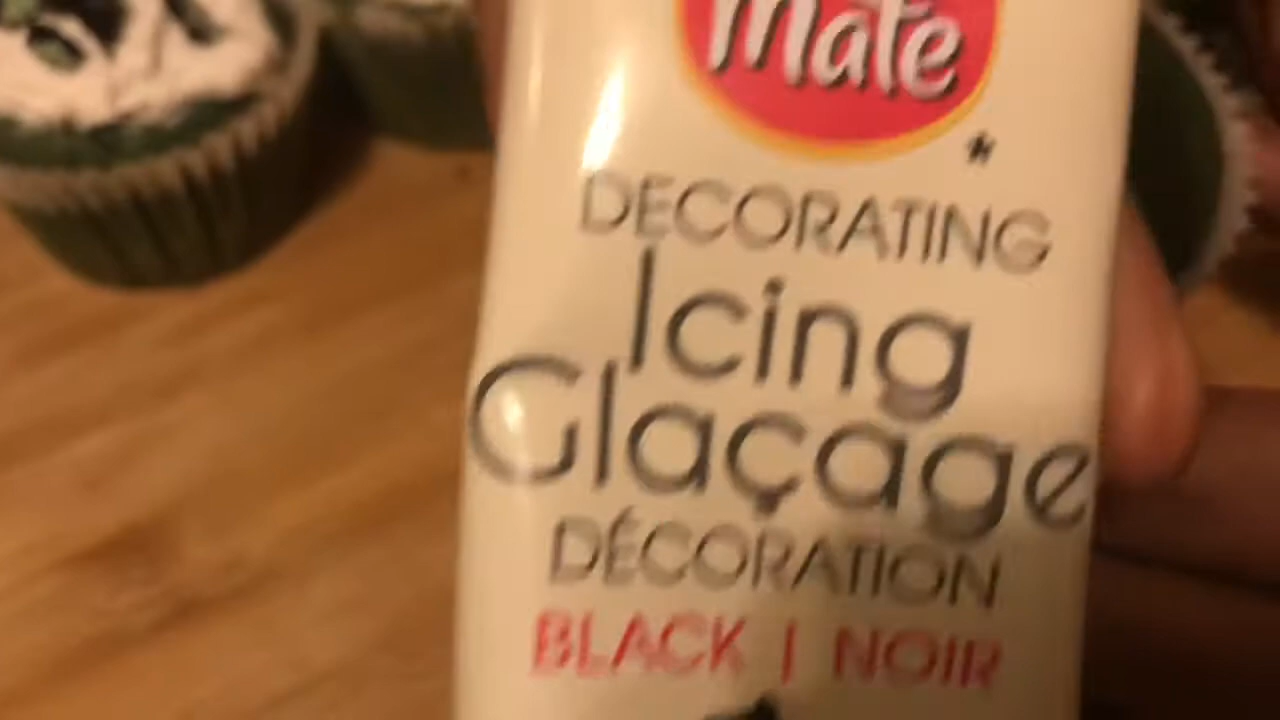 Mate
*
DECORATING
Icing
Glaçage
DÉCORATION
BLACK | NOIR